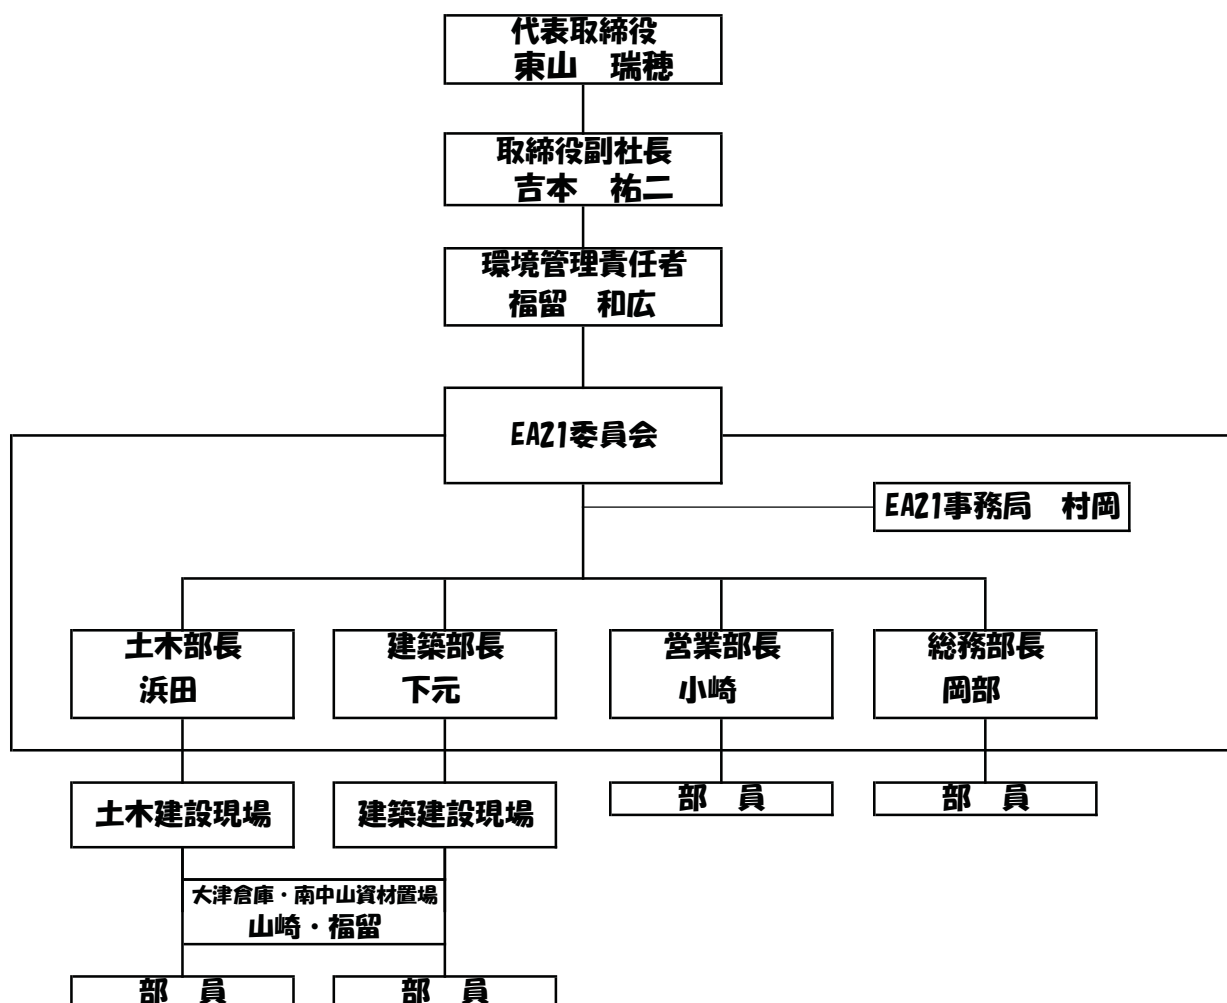 代表取締役
東山　瑞穂
取締役副社長
吉本　祐二
環境管理責任者
福留　和広
EA21委員会
EA21事務局　村岡
土木部長
浜田
建築部長
下元
営業部長
小崎
総務部長
岡部
土木建設現場
建築建設現場
部　員
部　員
大津倉庫・南中山資材置場
山崎・福留
部　員
部　員